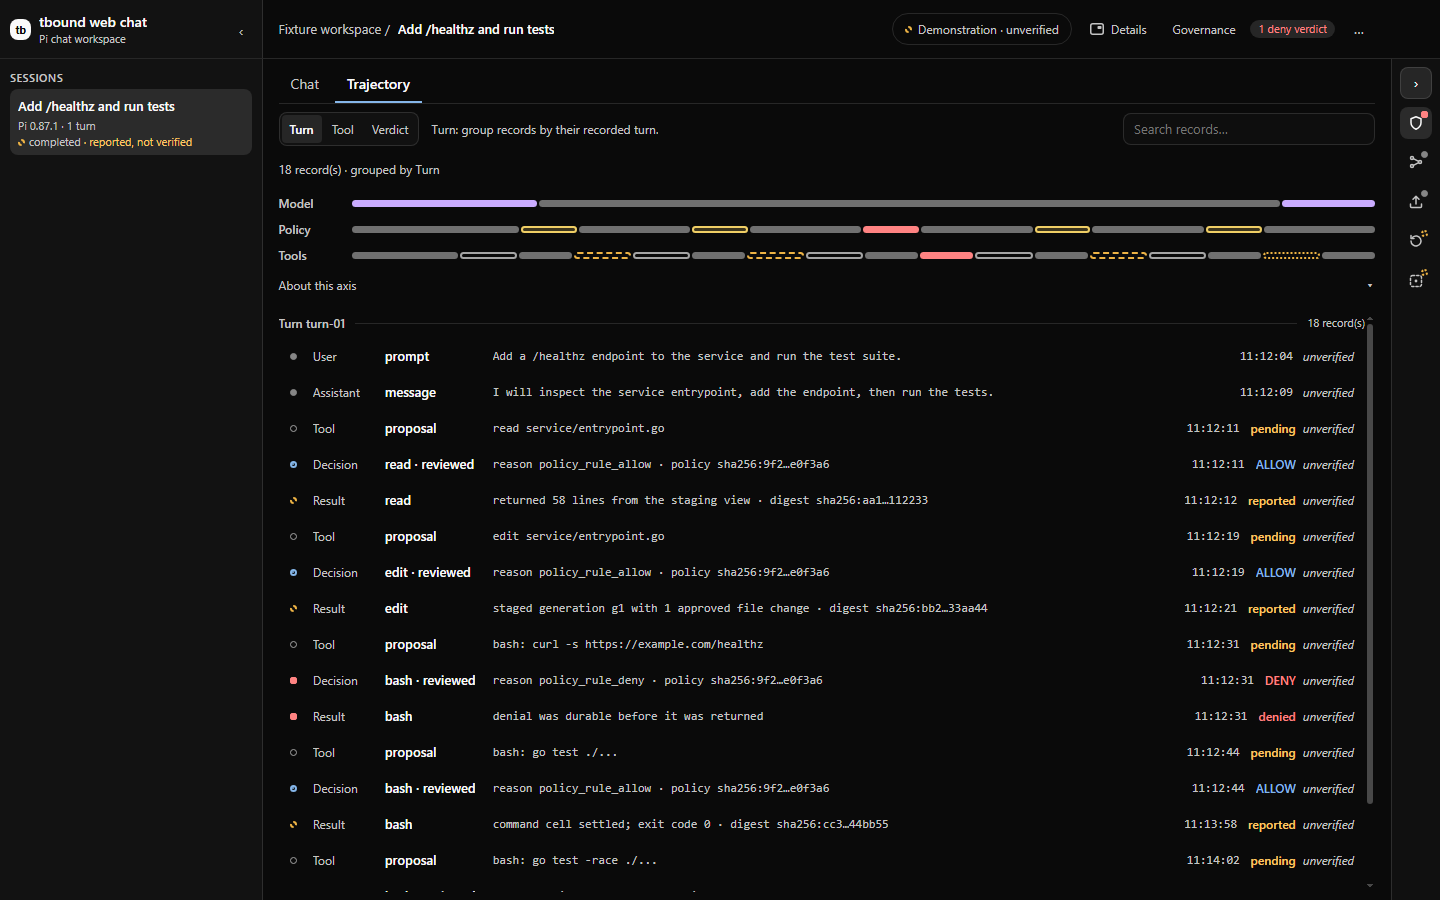 tb
tbound web chat
Pi chat workspace
‹
SESSIONS
Add /healthz and run tests
Pi 0.87.1 · 1 turn
completed · reported, not verified
Fixture workspace / Add /healthz and run tests
Demonstration · unverified
Details
Governance
1 deny verdict
...
Chat
Trajectory
Turn
Tool
Verdict
Turn: group records by their recorded turn.
Search records...
18 record(s) · grouped by Turn
Model
Policy
Tools
About this axis
Turn turn-01
18 record(s)
User prompt Add a /healthz endpoint to the service and run the test suite. 11:12:04 unverified
Assistant message I will inspect the service entrypoint, add the endpoint, then run the tests. 11:12:09 unverified
Tool proposal read service/entrypoint.go 11:12:11 pending unverified
Decision read · reviewed reason policy_rule_allow · policy sha256:9f2…e0f3a6 11:12:11 ALLOW unverified
Result read returned 58 lines from the staging view · digest sha256:aa1…112233 11:12:12 reported unverified
Tool proposal edit service/entrypoint.go 11:12:19 pending unverified
Decision edit · reviewed reason policy_rule_allow · policy sha256:9f2…e0f3a6 11:12:19 ALLOW unverified
Result edit staged generation g1 with 1 approved file change · digest sha256:bb2…33aa44 11:12:21 reported unverified
Tool proposal bash: curl -s https://example.com/healthz 11:12:31 pending unverified
Decision bash · reviewed reason policy_rule_deny · policy sha256:9f2…e0f3a6 11:12:31 DENY unverified
Result bash denial was durable before it was returned 11:12:31 denied unverified
Tool proposal bash: go test ./... 11:12:44 pending unverified
Decision bash · reviewed reason policy_rule_allow · policy sha256:9f2…e0f3a6 11:12:44 ALLOW unverified
Result bash command cell settled; exit code 0 · digest sha256:cc3…44bb55 11:13:58 reported unverified
Tool proposal bash: go test -race ./... 11:14:02 pending unverified